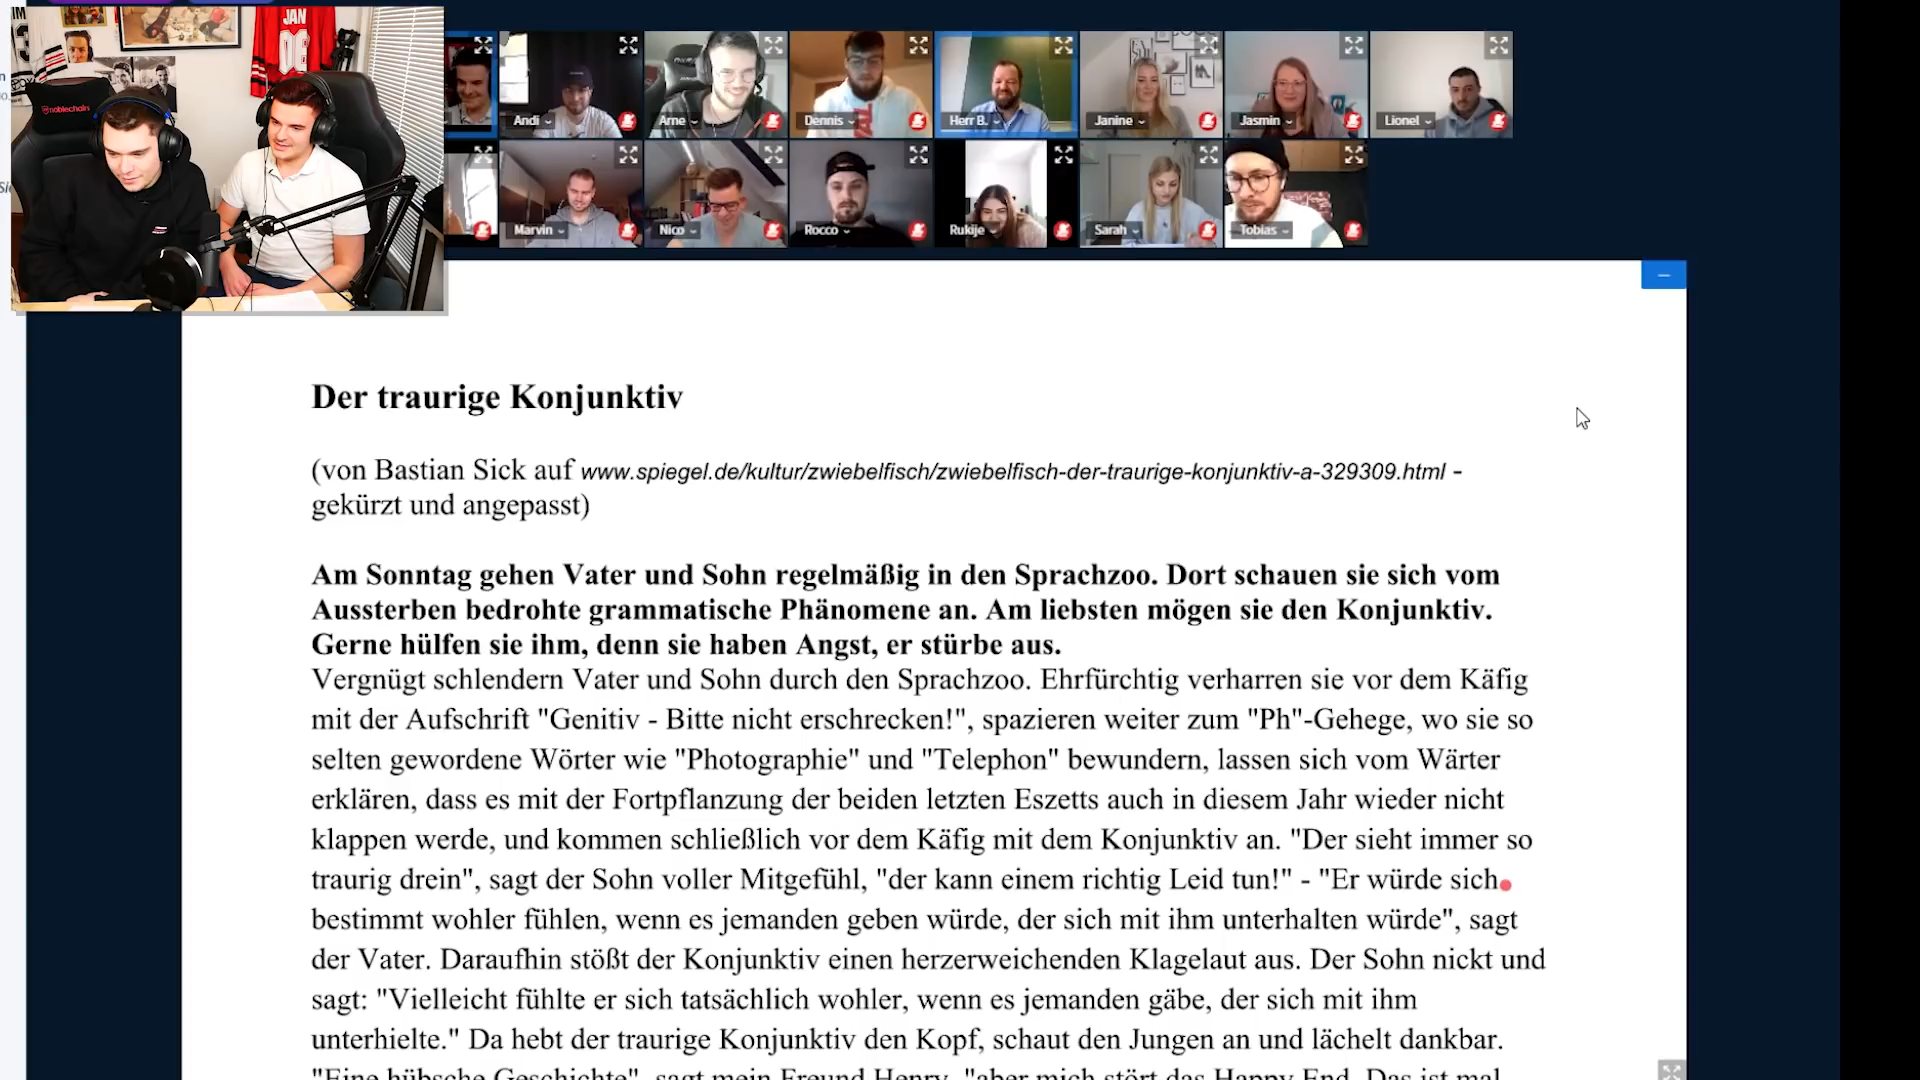 JAN
06
noblechairs
Andi
Arne
Dennis
Herr B.
Janine
Jasmin
Lionel
Marvin
Nico
Rocco
Rukije
Sarah
Tobias
Der traurige Konjunktiv
(von Bastian Sick auf www.spiegel.de/kultur/zwiebelfisch/zwiebelfisch-der-traurige-konjunktiv-a-329309.html -
gekürzt und angepasst)
Am Sonntag gehen Vater und Sohn regelmäßig in den Sprachzoo. Dort schauen sie sich vom
Aussterben bedrohte grammatische Phänomene an. Am liebsten mögen sie den Konjunktiv.
Gerne hülfen sie ihm, denn sie haben Angst, er stürbe aus.
Vergnügt schlendern Vater und Sohn durch den Sprachzoo. Ehrfürchtig verharren sie vor dem Käfig
mit der Aufschrift "Genitiv - Bitte nicht erschrecken!", spazieren weiter zum "Ph"-Gehege, wo sie so
selten gewordene Wörter wie "Photographie" und "Telephon" bewundern, lassen sich vom Wärter
erklären, dass es mit der Fortpflanzung der beiden letzten Eszetts auch in diesem Jahr wieder nicht
klappen werde, und kommen schließlich vor dem Käfig mit dem Konjunktiv an. "Der sieht immer so
traurig drein", sagt der Sohn voller Mitgefühl, "der kann einem richtig Leid tun!" - "Er würde sich
bestimmt wohler fühlen, wenn es jemanden geben würde, der sich mit ihm unterhalten würde", sagt
der Vater. Daraufhin stößt der Konjunktiv einen herzerweichenden Klagelaut aus. Der Sohn nickt und
sagt: "Vielleicht fühlte er sich tatsächlich wohler, wenn es jemanden gäbe, der sich mit ihm
unterhielte." Da hebt der traurige Konjunktiv den Kopf, schaut den Jungen an und lächelt dankbar.
"Eine hübsche Geschichte", sagt mein Freund Henry, "aber mich stört das Happy End. Das ist mal